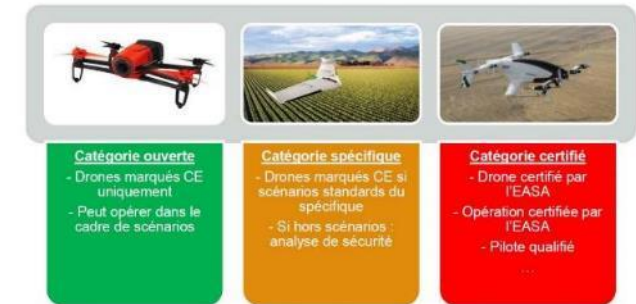 Catégorie ouverte
- Drones marqués CE
uniquement
- Peut opérer dans le
cadre de scénarios
Catégorie spécifique
- Drones marqués CE si
scénarios standards du
spécifique
- Si hors scénarios :
analyse de sécurité
Catégorie certifié
- Drone certifié par
l'EASA
- Opération certifiée par
l'EASA
- Pilote qualifié
...